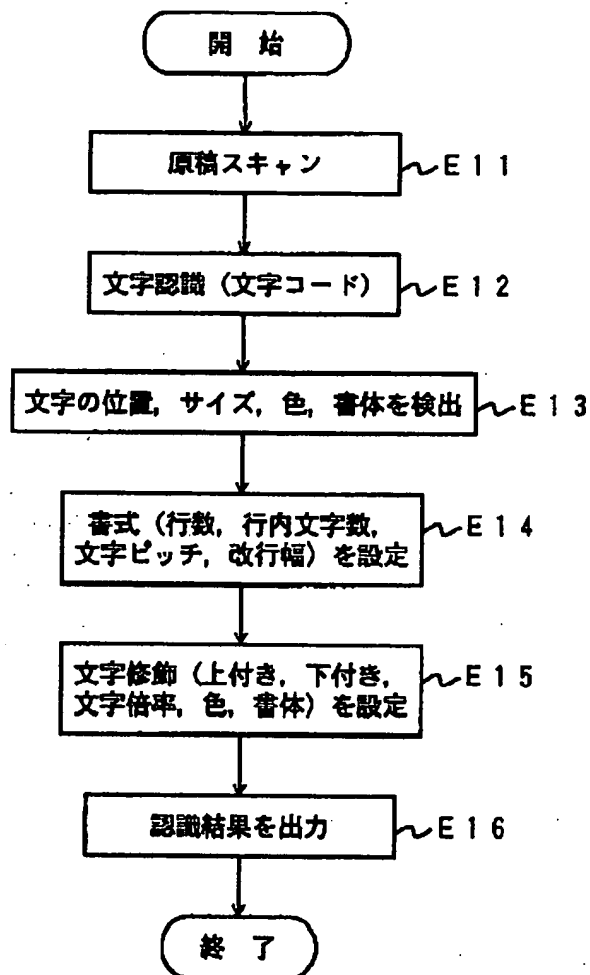 開 始
原稿スキャン
E11
文字認識（文字コード）
E12
文字の位置，サイズ，色，書体を検出
E13
書式（行数，行内文字数，
文字ピッチ，改行幅）を設定
E14
文字修飾（上付き，下付き，
文字倍率，色，書体）を設定
E15
認識結果を出力
E16
終 了